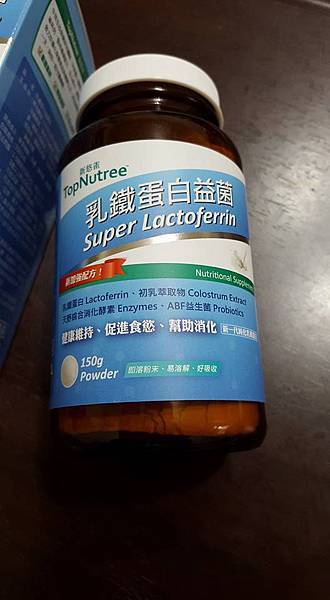 TopNutree
乳鐵蛋白益菌
Super Lactoferrin
新加強配方！
Nutritional Supplement
乳鐵蛋白 Lactoferrin、初乳萃取物 Colostrum Extract
天然綜合消化酵素 Enzymes、ABF益生菌 Probiotics
健康維持、促進食慾、幫助消化
150g
Powder
即溶粉末、易溶解、好吸收